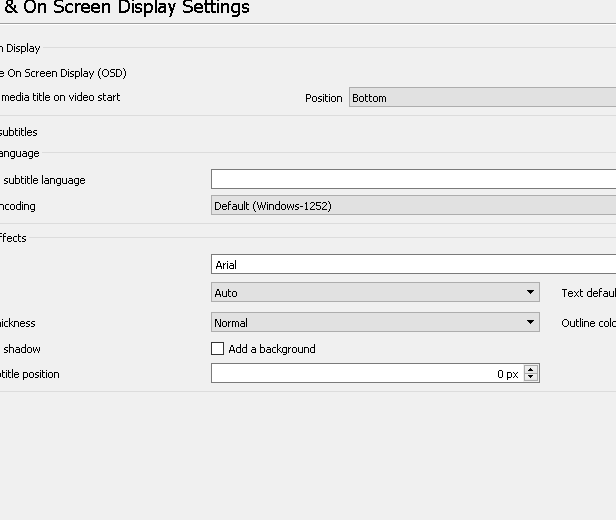 & On Screen Display Settings
n Display
e On Screen Display (OSD)
media title on video start Position Bottom
subtitles
anguage
subtitle language
ncoding Default (Windows-1252)
ffects
Arial
Auto Text defaul
ickness Normal Outline colo
shadow Add a background
title position 0 px